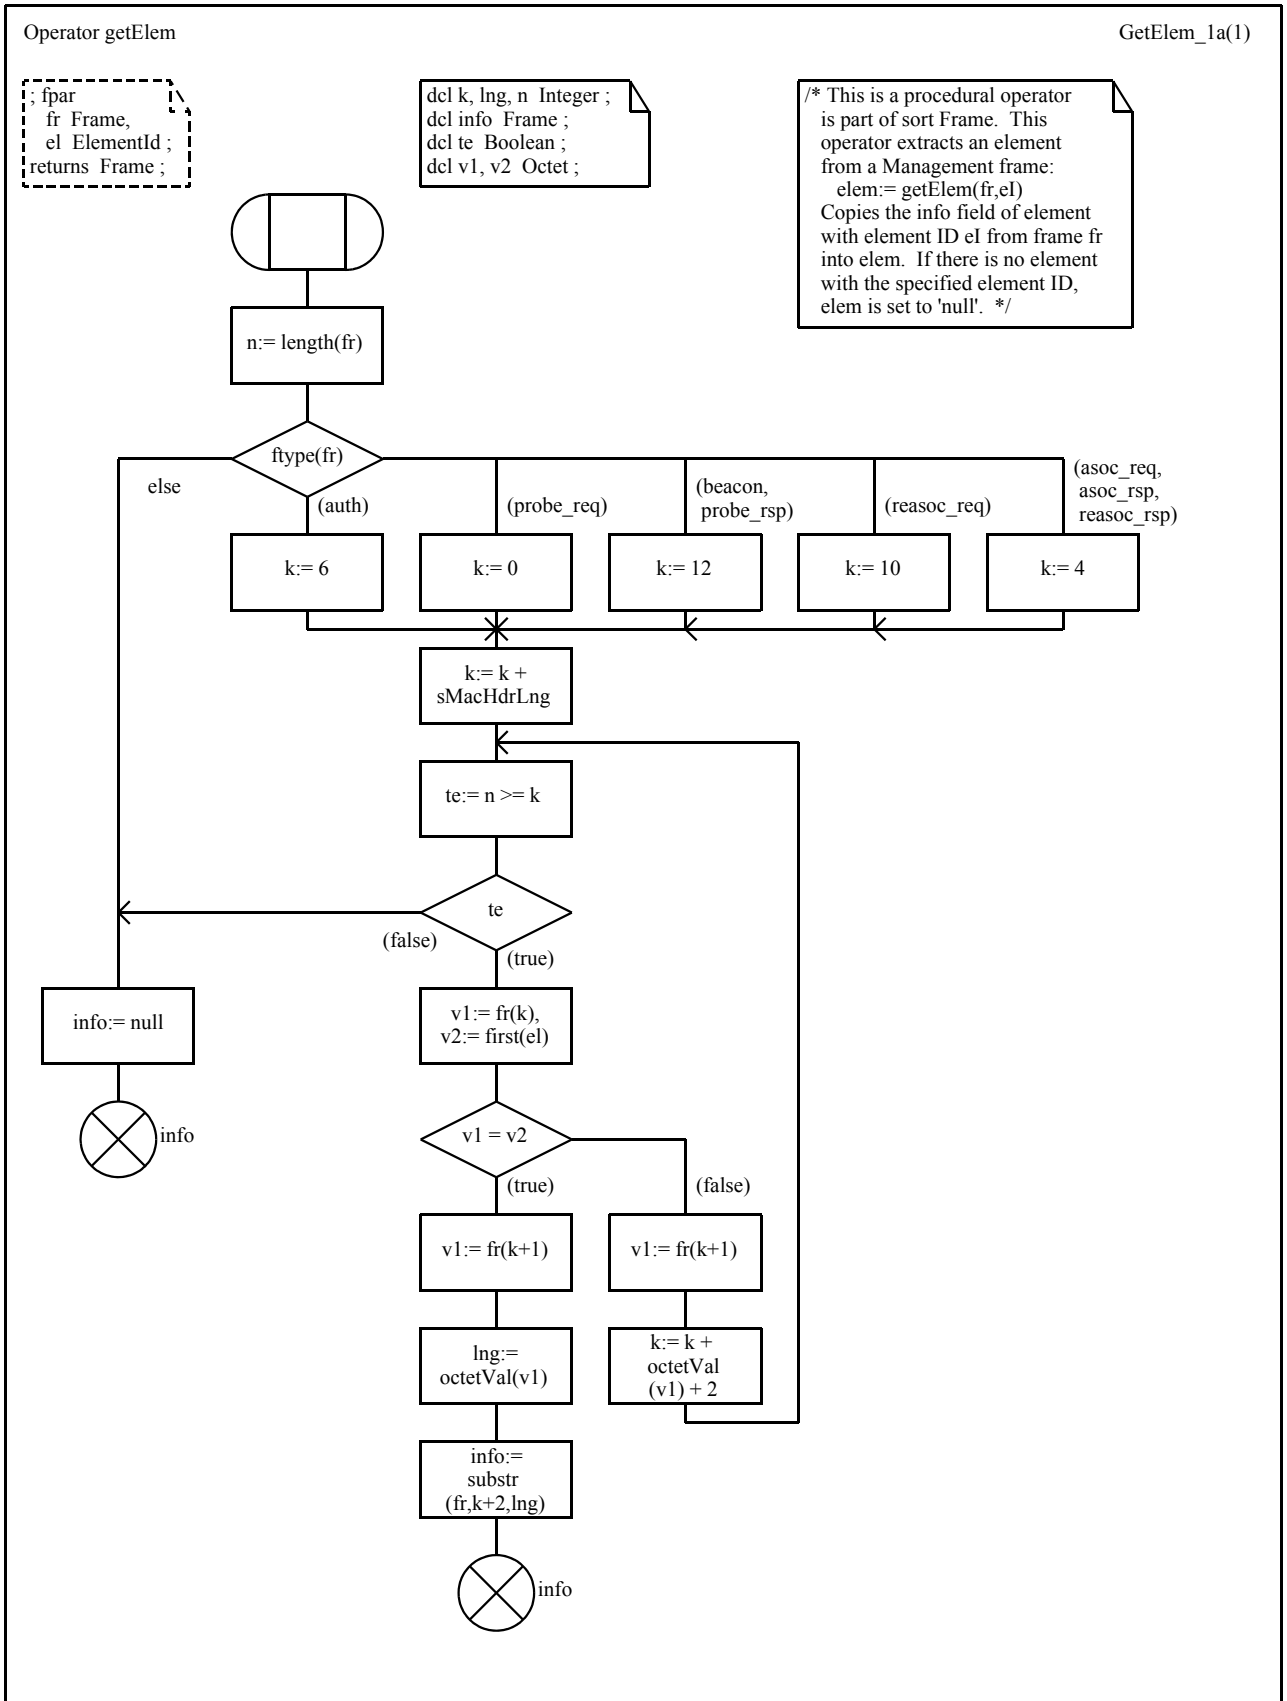 Operator getElem
GetElem_1a(1)
; fpar
fr Frame,
el ElementId ;
returns Frame ;
dcl k, lng, n Integer ;
dcl info Frame ;
dcl te Boolean ;
dcl v1, v2 Octet ;
/* This is a procedural operator
is part of sort Frame. This
operator extracts an element
from a Management frame:
elem:= getElem(fr,eI)
Copies the info field of element
with element ID eI from frame fr
into elem. If there is no element
with the specified element ID,
elem is set to 'null'. */
n:= length(fr)
ftype(fr)
else
(auth)
(probe_req)
(beacon,
probe_rsp)
(reasoc_req)
(asoc_req,
asoc_rsp,
reasoc_rsp)
k:= 6
k:= 0
k:= 12
k:= 10
k:= 4
k:= k +
sMacHdrLng
te:= n >= k
te
(false)
(true)
info:= null
info
v1:= fr(k),
v2:= first(el)
v1 = v2
(true)
(false)
v1:= fr(k+1)
v1:= fr(k+1)
lng:=
octetVal(v1)
k:= k +
octetVal
(v1) + 2
info:=
substr
(fr,k+2,lng)
info